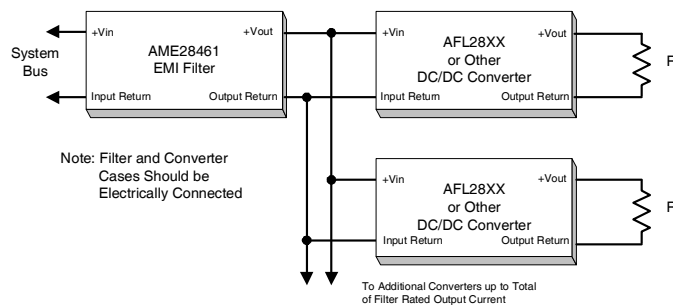 System
Bus
+Vin
AME28461
EMI Filter
+Vout
Input Return
Output Return
+Vin
AFL28XX
or Other
DC/DC Converter
+Vout
Input Return
Output Return
R
Note: Filter and Converter
Cases Should be
Electrically Connected
+Vin
AFL28XX
or Other
DC/DC Converter
+Vout
Input Return
Output Return
R
To Additional Converters up to Total
of Filter Rated Output Current